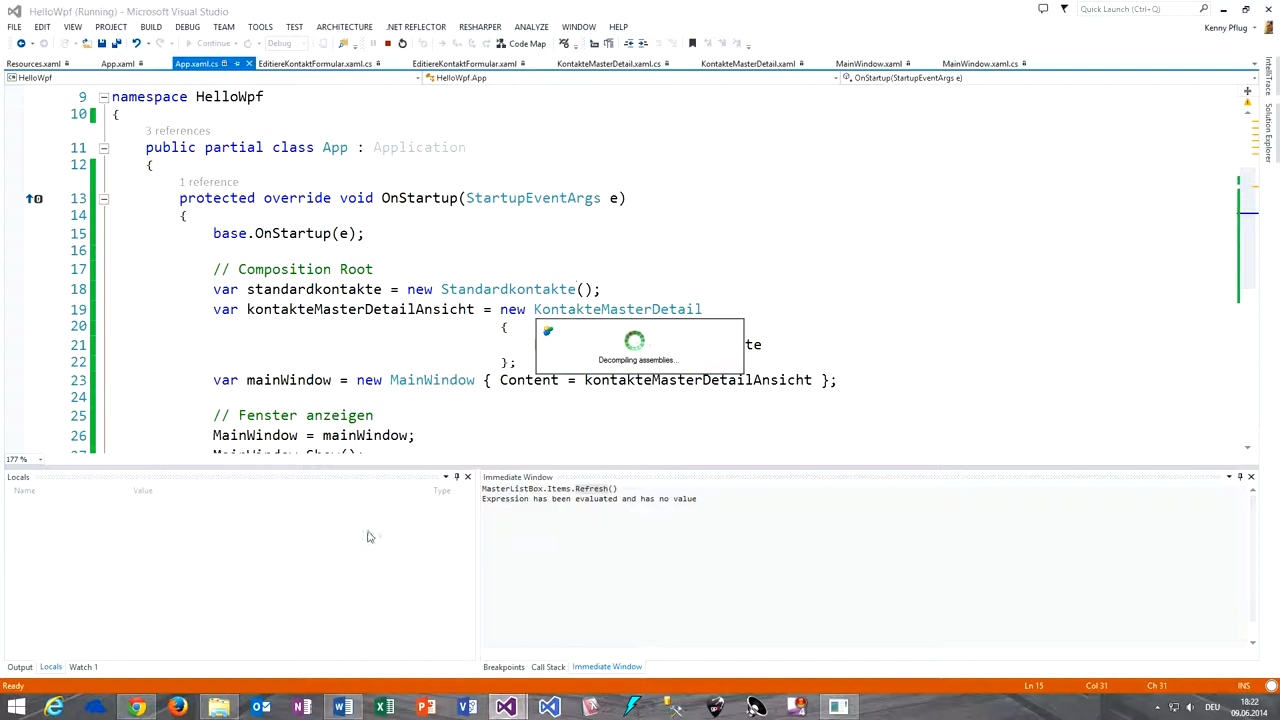 HelloWpf (Running) - Microsoft Visual Studio
Quick Launch (Ctrl+Q)
FILE EDIT VIEW PROJECT BUILD DEBUG TEAM TOOLS TEST ARCHITECTURE .NET REFLECTOR RESHARPER ANALYZE WINDOW HELP
Kenny Pflug
Continue Debug Code Map
Resources.xaml App.xaml App.xaml.cs EditiereKontaktFormular.xaml.cs EditiereKontaktFormular.xaml KontakteMasterDetail.xaml.cs KontakteMasterDetail.xaml MainWindow.xaml MainWindow.xaml.cs
HelloWpf HelloWpf.App OnStartup(StartupEventArgs e)
9 namespace HelloWpf
10 {
3 references
11 public partial class App : Application
12 {
1 reference
13 protected override void OnStartup(StartupEventArgs e)
14 {
15 base.OnStartup(e);
16
17 // Composition Root
18 var standardkontakte = new Standardkontakte();
19 var kontakteMasterDetailAnsicht = new KontakteMasterDetail
20 {
21 te
22 };
23 var mainWindow = new MainWindow { Content = kontakteMasterDetailAnsicht };
24
25 // Fenster anzeigen
26 MainWindow = mainWindow;
Decompiling assemblies...
IntelliTrace
Solution Explorer
177 %
Locals
Name Value Type
Immediate Window
MasterListBox.Items.Refresh()
Expression has been evaluated and has no value
Output Locals Watch 1
Breakpoints Call Stack Immediate Window
Ready Ln 15 Col 31 Ch 31 INS
DEU
18:22
09.06.2014